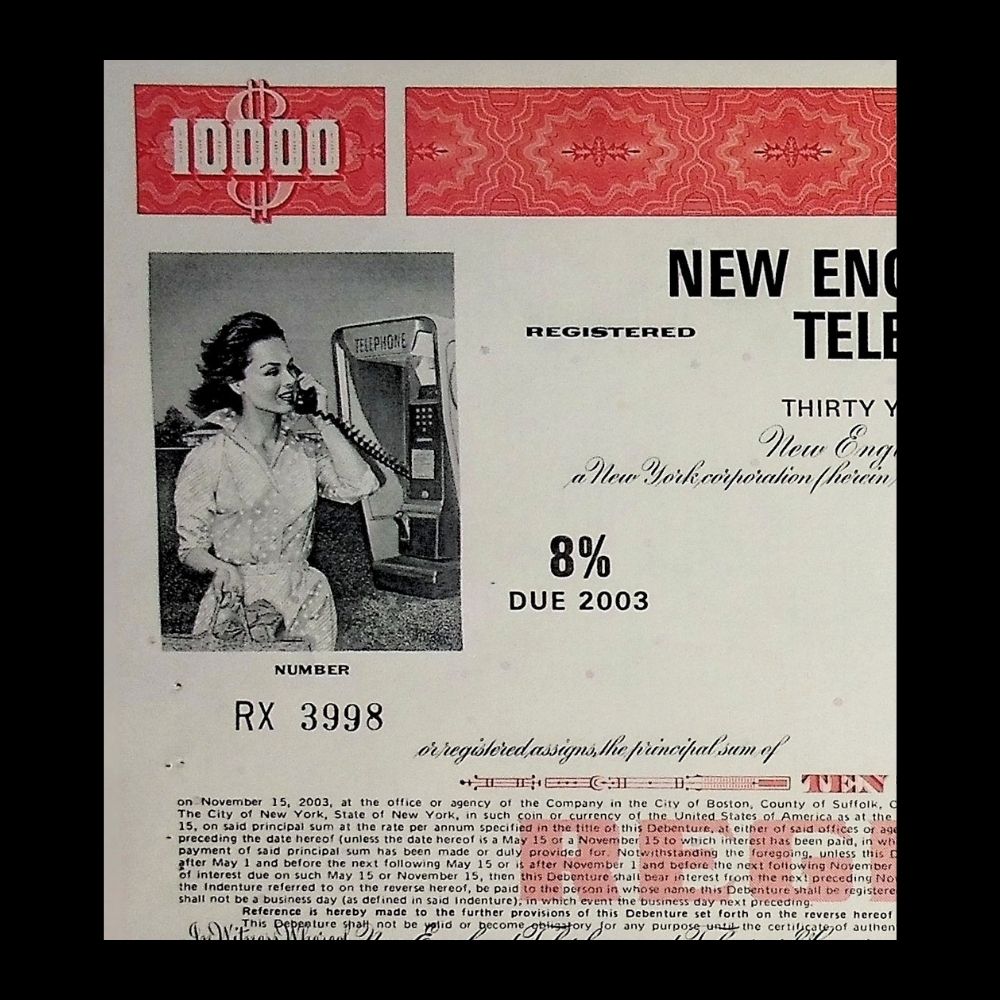 $10000
NEW ENG
TELE
REGISTERED
TELEPHONE
THIRTY Y
New Eng
a New York corporation (herein
8%
DUE 2003
NUMBER
RX 3998
or registered assigns, the principal sum of
TEN
on November 15, 2003, at the office or agency of the Company in the City of Boston, County of Suffolk, C
The City of New York, State of New York, in such coin or currency of the United States of America as at the
15, on said principal sum at the rate per annum specified in the title of this Debenture, at either of said offices or age
preceding the date hereof (unless the date hereof is a May 15 or a November 15 to which interest has been paid, in wh
payment of said principal sum has been made or duly provided for. Notwithstanding the foregoing, unless this D
after May 1 and before the next following May 15 or is after November 1 and before the next following November
of interest due on such May 15 or November 15, then this Debenture shall bear interest from the next preceding No
the Indenture referred to on the reverse hereof, be paid to the person in whose name this Debenture shall be registere
shall not be a business day (as defined in said Indenture), in which event the business day next preceding.
Reference is hereby made to the further provisions of this Debenture set forth on the reverse hereof
This Debenture shall not be valid or become obligatory for any purpose until the certificate of authen
REG
In Witness Whereof New England Telephone and Telegraph